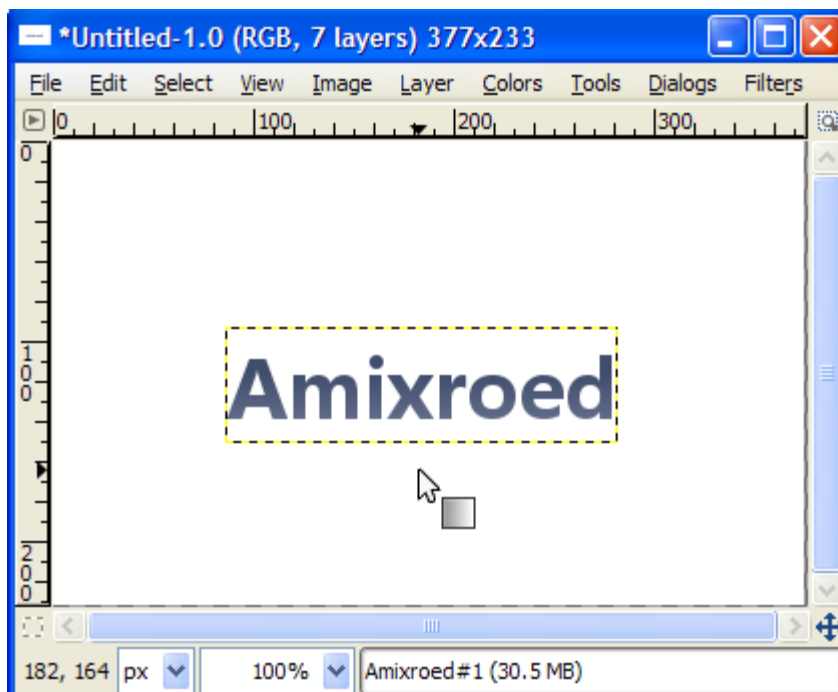 *Untitled-1.0 (RGB, 7 layers) 377x233
File Edit Select View Image Layer Colors Tools Dialogs Filters
0 100 200 300
0
100
200
Amixroed
182, 164 px 100% Amixroed#1 (30.5 MB)